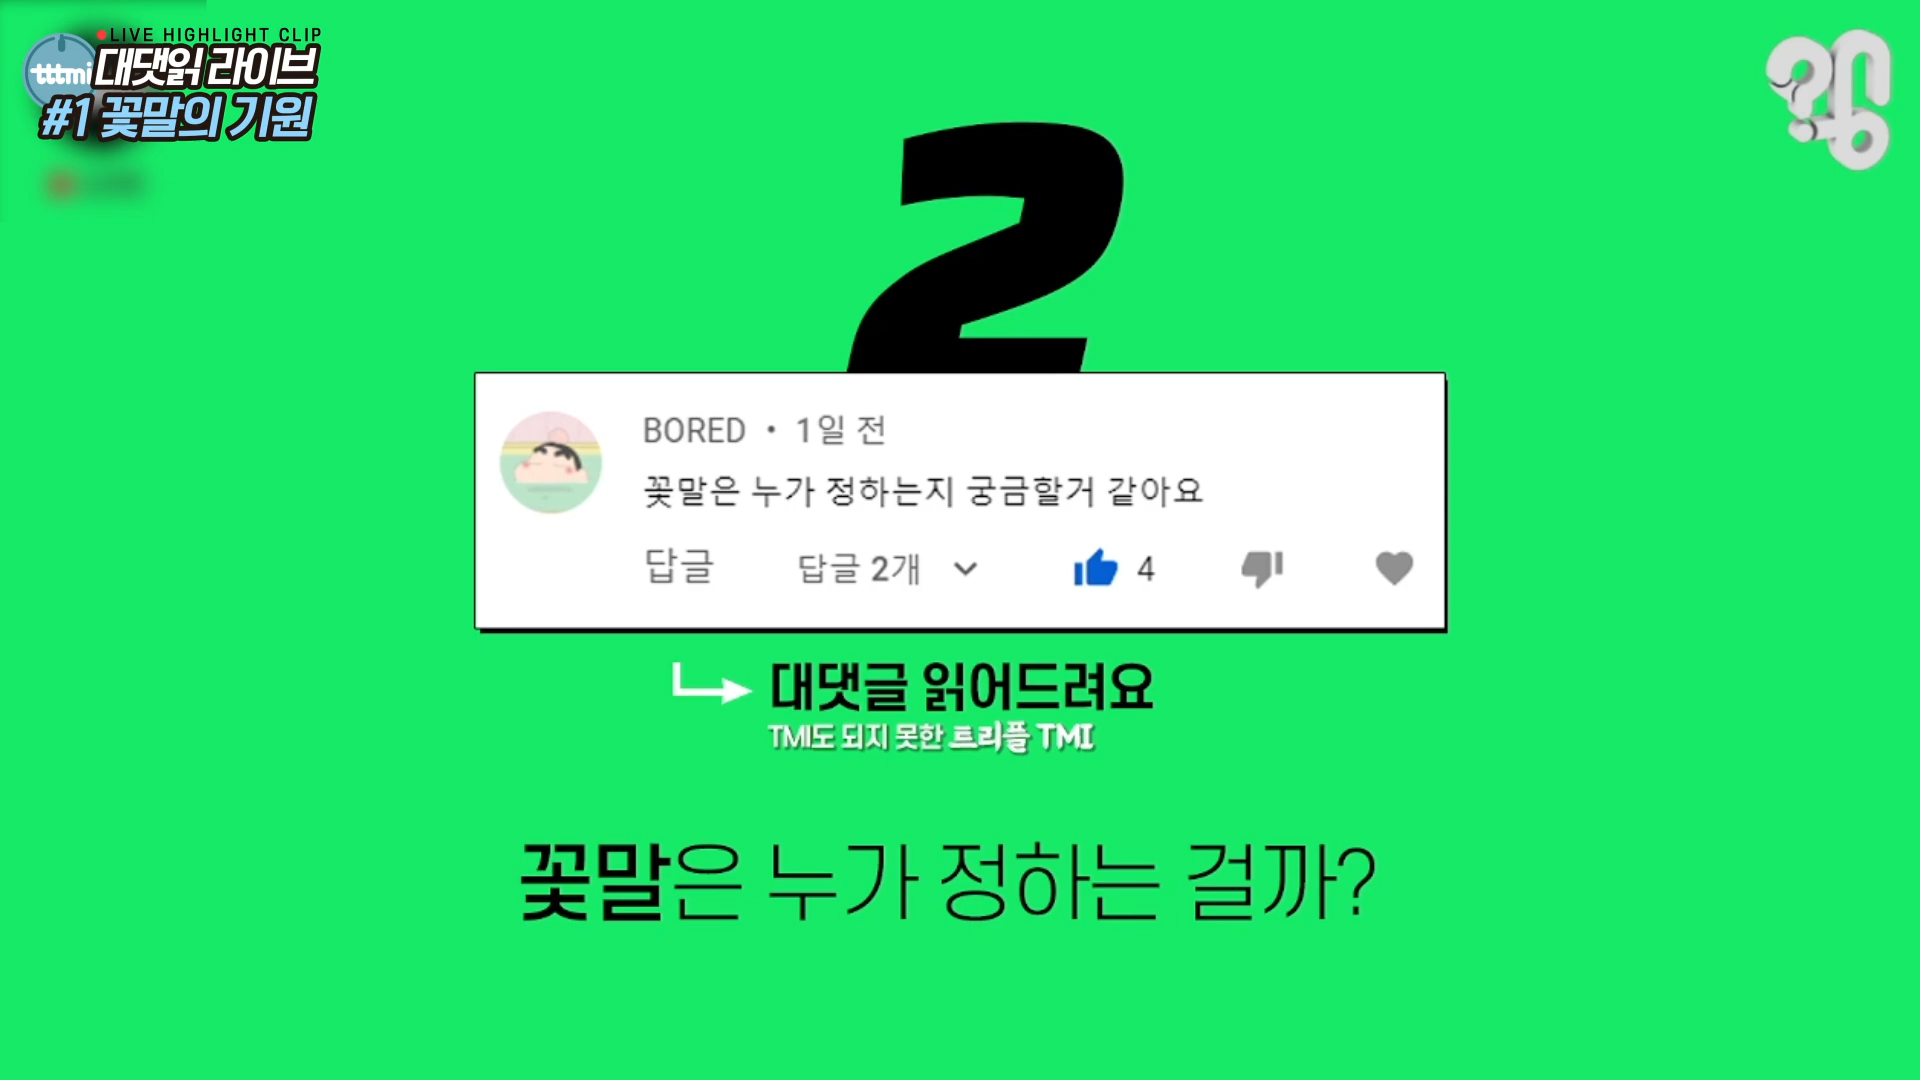 LIVE HIGHLIGHT CLIP
tttmi
대댓읽 라이브
#1 꽃말의 기원
2
BORED • 1일 전
꽃말은 누가 정하는지 궁금할거 같아요
답글 답글 2개 4
대댓글 읽어드려요
TMI도 되지 못한 트리플 TMI
꽃말은 누가 정하는 걸까?